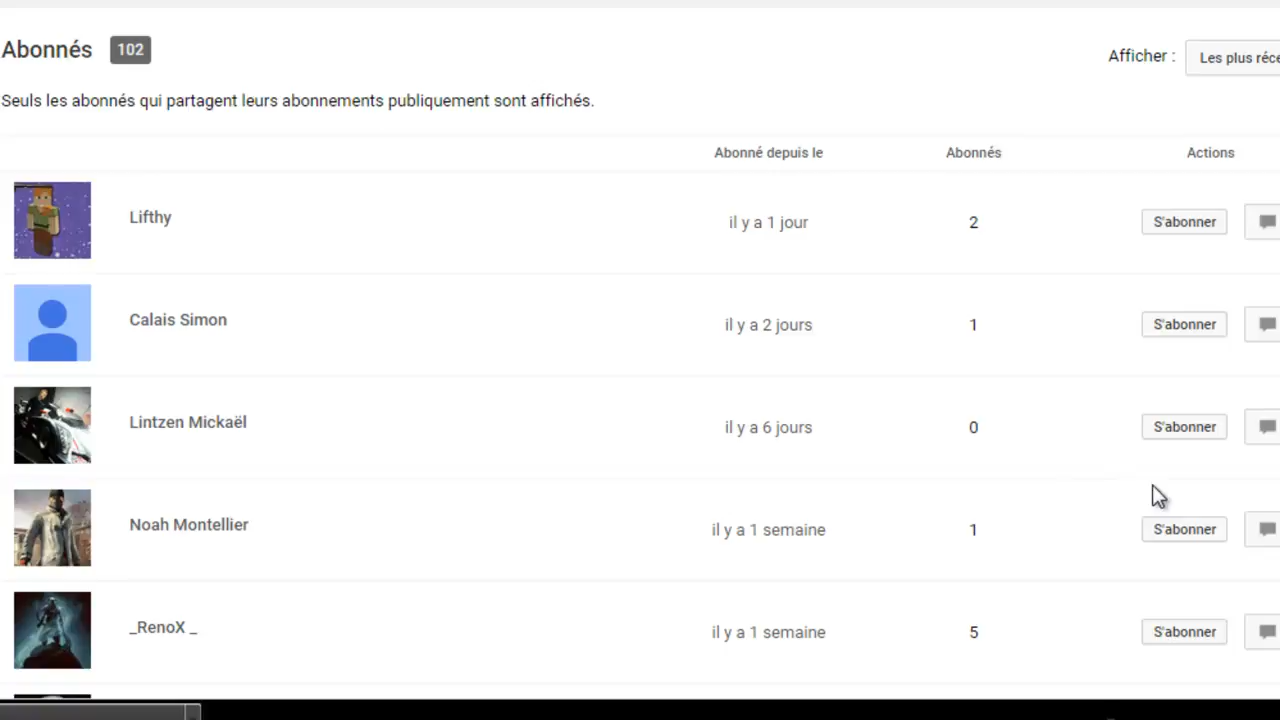 Abonnés 102
Afficher : Les plus réce
Seuls les abonnés qui partagent leurs abonnements publiquement sont affichés.
Abonné depuis le Abonnés Actions
Lifthy il y a 1 jour 2 S'abonner
Calais Simon il y a 2 jours 1 S'abonner
Lintzen Mickaël il y a 6 jours 0 S'abonner
Noah Montellier il y a 1 semaine 1 S'abonner
_RenoX _ il y a 1 semaine 5 S'abonner